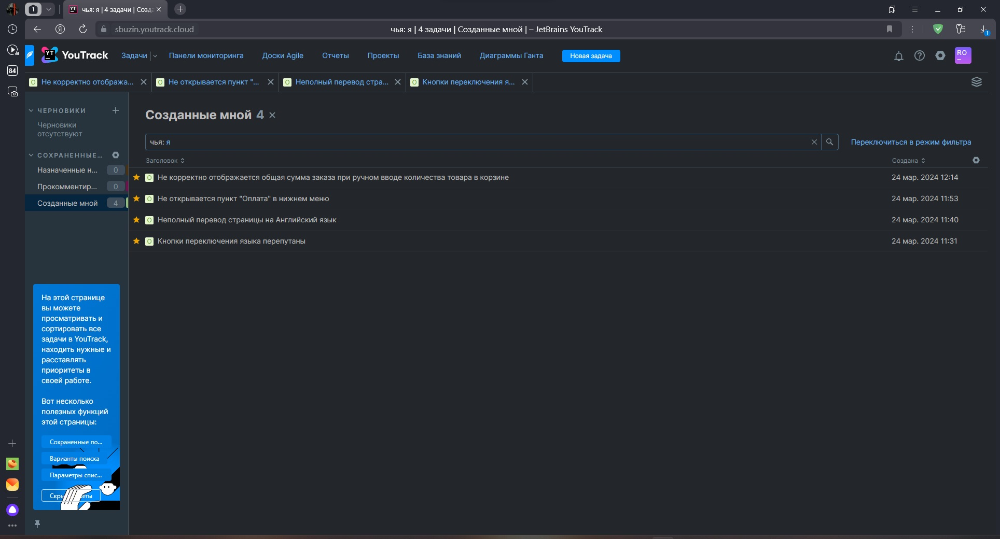 1
YT чья: я | 4 задачи | Созда
sbuzin.youtrack.cloud
чья: я | 4 задачи | Созданные мной | – JetBrains YouTrack
1
84
YT YouTrack
Задачи
Панели мониторинга
Доски Agile
Отчеты
Проекты
База знаний
Диаграммы Ганта
Новая задача
RO
О Не корректно отобража...
О Не открывается пункт "...
О Неполный перевод стра...
О Кнопки переключения я...
ЧЕРНОВИКИ
Черновики
отсутствуют
СОХРАНЕННЫЕ...
Назначенные н... 0
Прокомментир... 0
Созданные мной 4
Созданные мной 4
чья: я
Переключиться в режим фильтра
Заголовок
Создана
О Не корректно отображается общая сумма заказа при ручном вводе количества товара в корзине 24 мар. 2024 12:14
О Не открывается пункт "Оплата" в нижнем меню 24 мар. 2024 11:53
О Неполный перевод страницы на Английский язык 24 мар. 2024 11:40
О Кнопки переключения языка перепутаны 24 мар. 2024 11:31
На этой странице
вы можете
просматривать и
сортировать все
задачи в YouTrack,
находить нужные и
расставлять
приоритеты в
своей работе.
Вот несколько
полезных функций
этой страницы:
Сохраненные по...
Варианты поиска
Параметры спис...